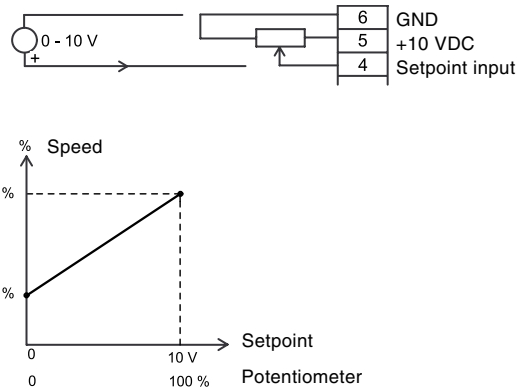 6 GND
0 - 10 V
5 +10 VDC
+
4 Setpoint input
% Speed
%
%
Setpoint
0 10 V
0 100 % Potentiometer